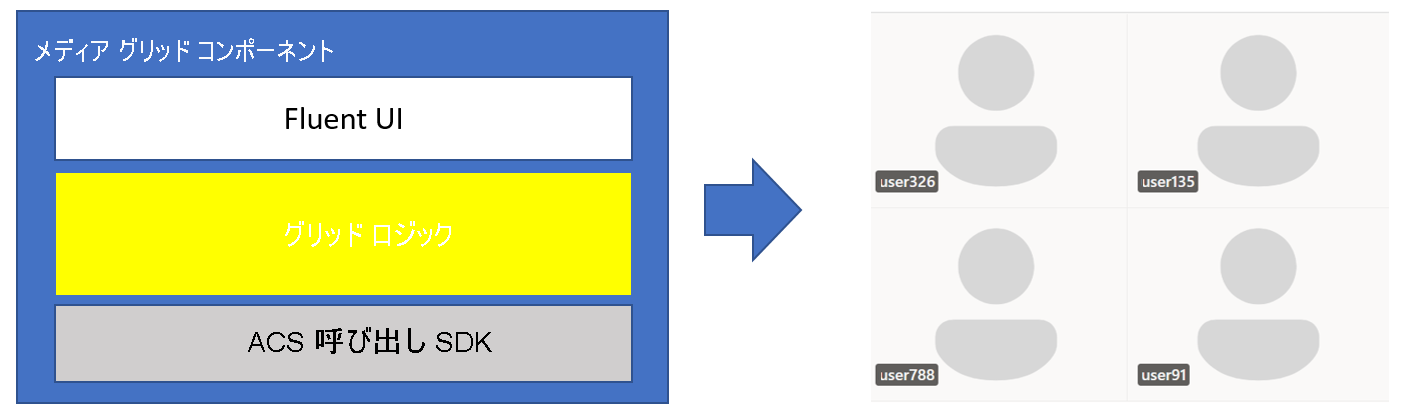 メディア グリッド コンポーネント
Fluent UI
グリッド ロジック
ACS 呼び出し SDK
user326
user135
user788
user91